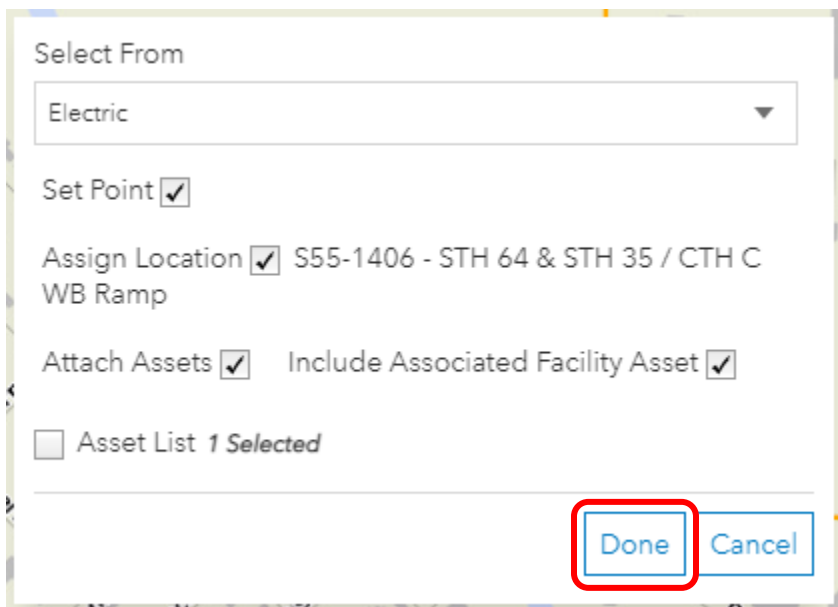 Select From
Electric
Set Point
Assign Location S55-1406 - STH 64 & STH 35 / CTH C
WB Ramp
Attach Assets Include Associated Facility Asset
Asset List 1 Selected
Done Cancel